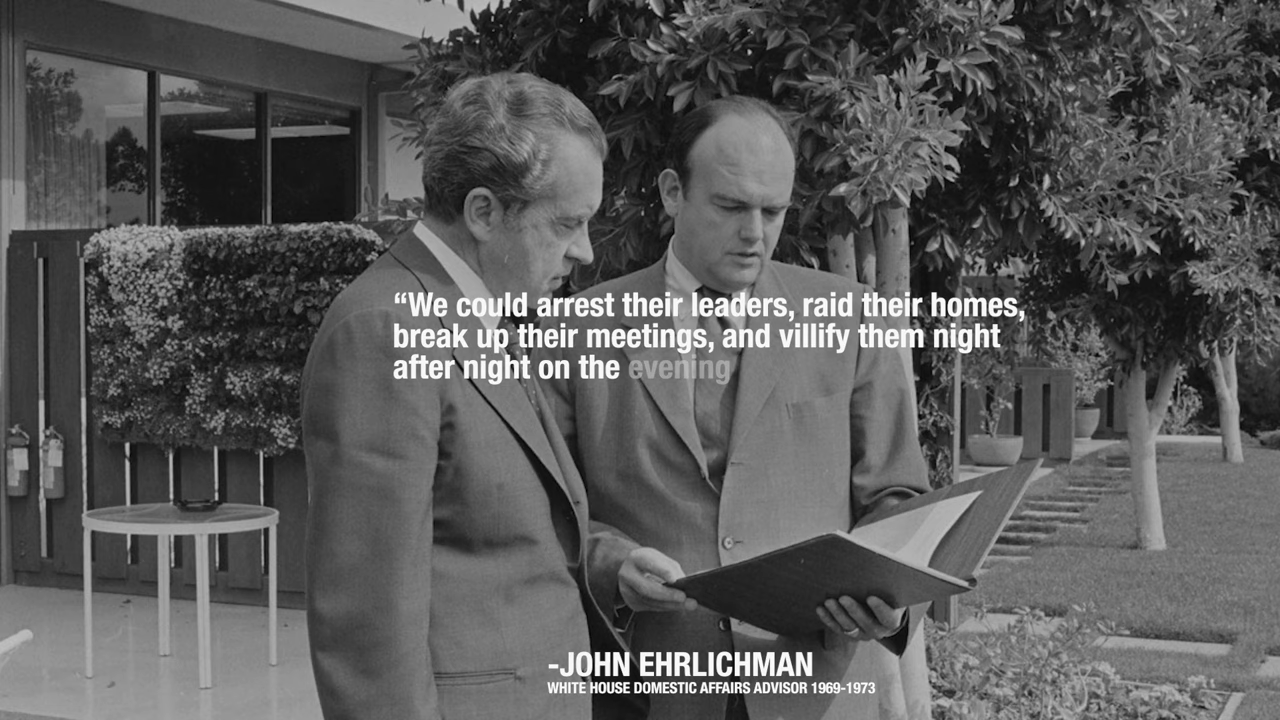 “We could arrest their leaders, raid their homes,
break up their meetings, and villify them night
after night on the evening
-JOHN EHRLICHMAN
WHITE HOUSE DOMESTIC AFFAIRS ADVISOR 1969-1973